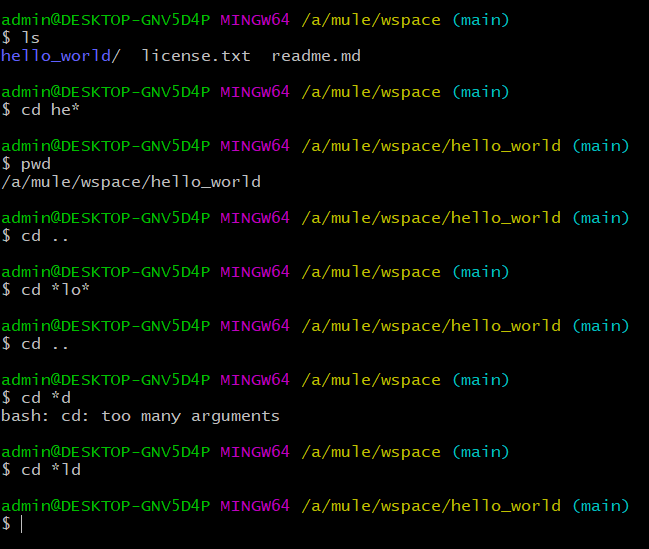 admin@DESKTOP-GNV5D4P MINGW64 /a/mule/wspace (main)
$ ls
hello_world/  license.txt  readme.md
admin@DESKTOP-GNV5D4P MINGW64 /a/mule/wspace (main)
$ cd he*
admin@DESKTOP-GNV5D4P MINGW64 /a/mule/wspace/hello_world (main)
$ pwd
/a/mule/wspace/hello_world
admin@DESKTOP-GNV5D4P MINGW64 /a/mule/wspace/hello_world (main)
$ cd ..
admin@DESKTOP-GNV5D4P MINGW64 /a/mule/wspace (main)
$ cd *lo*
admin@DESKTOP-GNV5D4P MINGW64 /a/mule/wspace/hello_world (main)
$ cd ..
admin@DESKTOP-GNV5D4P MINGW64 /a/mule/wspace (main)
$ cd *d
bash: cd: too many arguments
admin@DESKTOP-GNV5D4P MINGW64 /a/mule/wspace (main)
$ cd *ld
admin@DESKTOP-GNV5D4P MINGW64 /a/mule/wspace/hello_world (main)
$